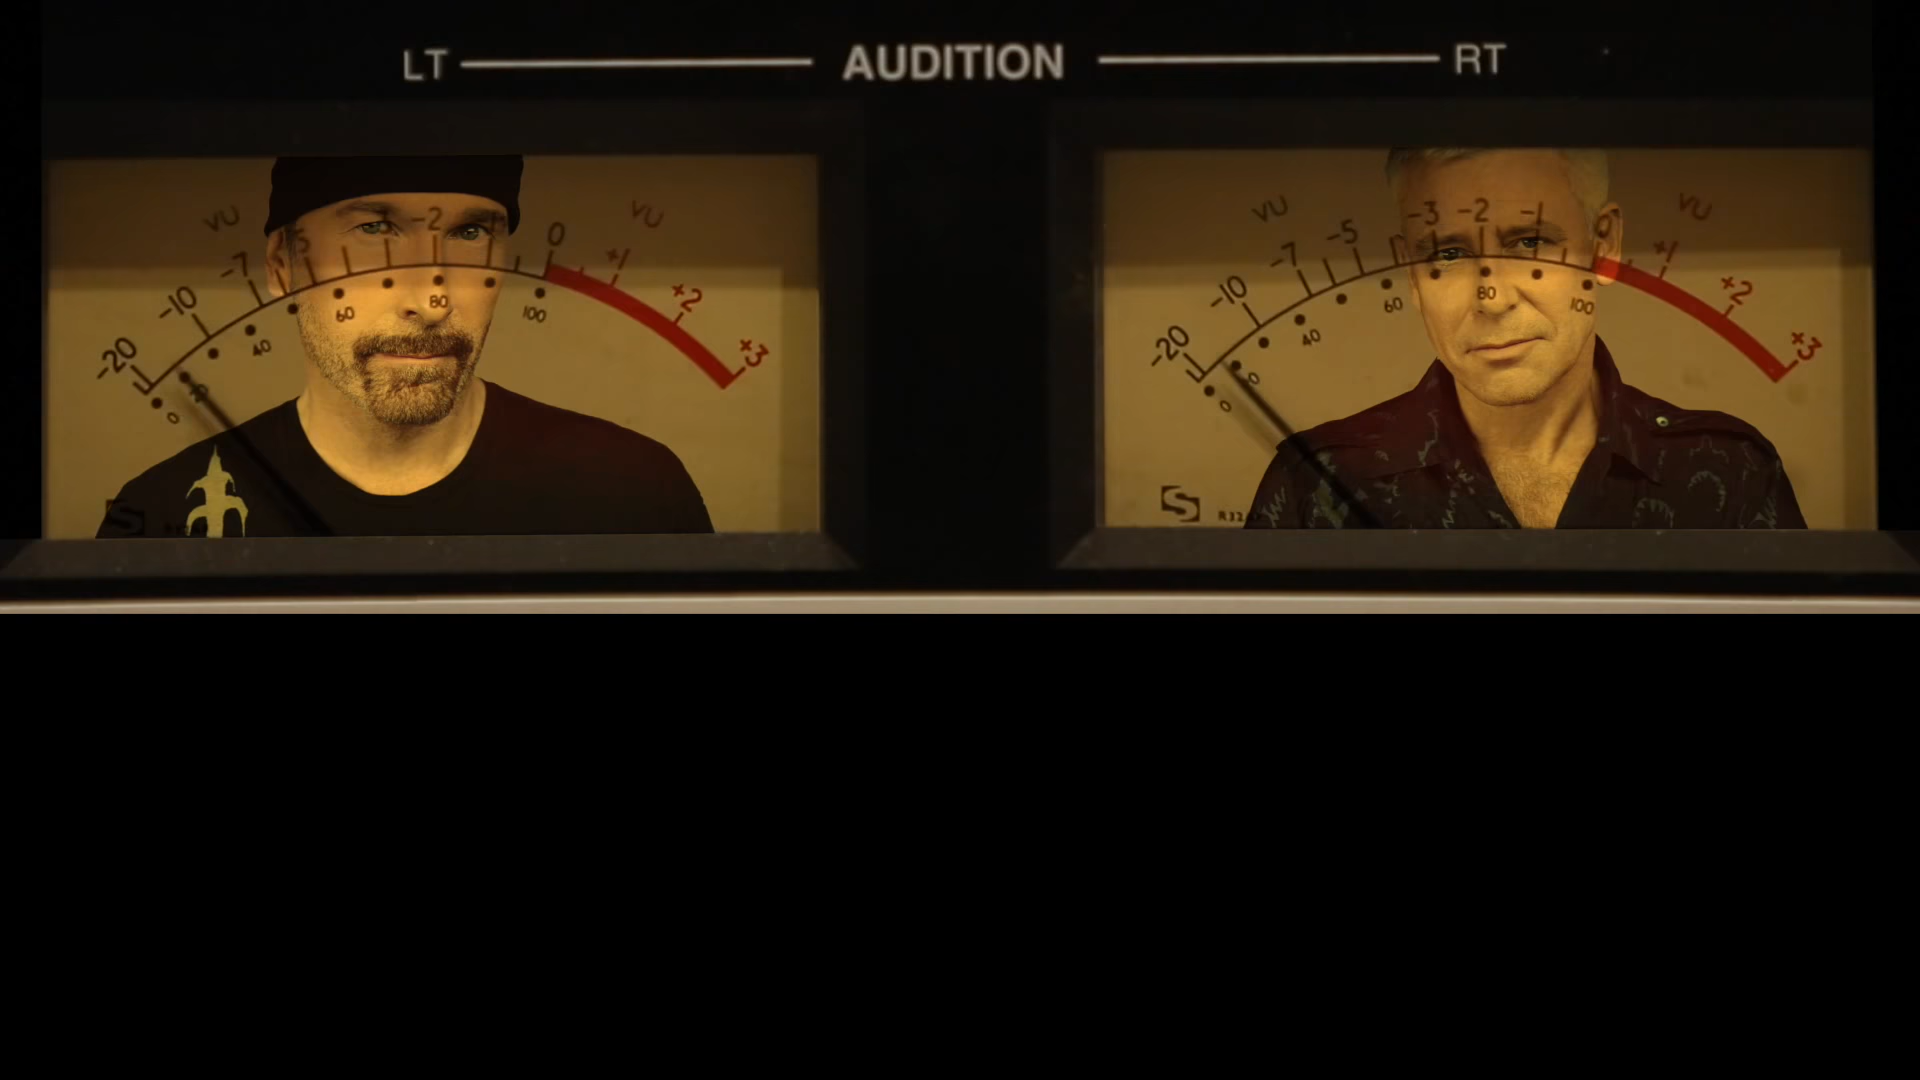 LT AUDITION RT
VU VU
-20 -10 -7 5 -2 0 +1 +2 +3
0 20 40 60 80 100
VU VU
-20 -10 -7 -5 -3 -2 -1 0 +1 +2 +3
0 40 60 80 100